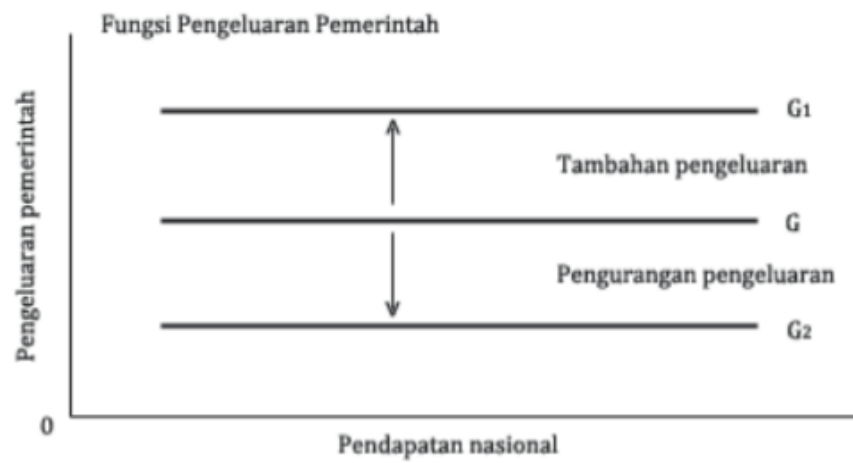 Fungsi Pengeluaran Pemerintah
Pengeluaran pemerintah
G1
Tambahan pengeluaran
G
Pengurangan pengeluaran
G2
0
Pendapatan nasional